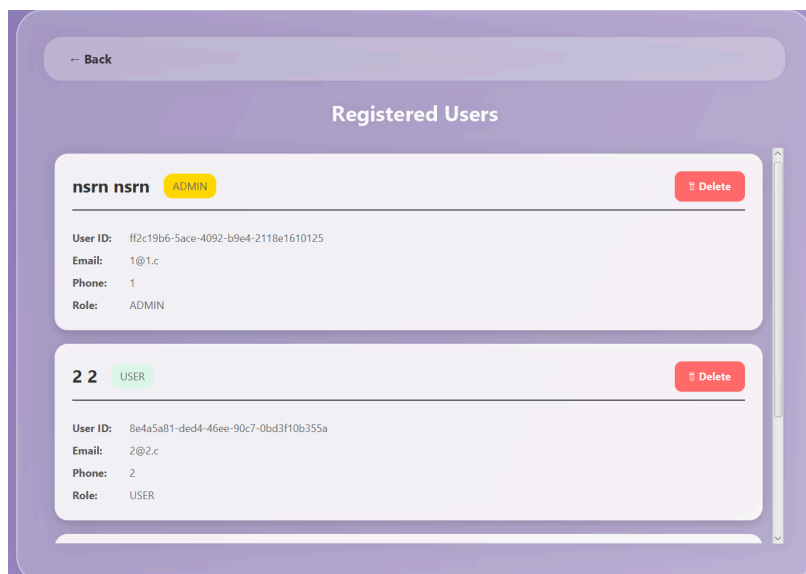 ← Back
Registered Users
nsrn nsrn ADMIN Delete
User ID: ff2c19b6-5ace-4092-b9e4-2118e1610125
Email: 1@1.c
Phone: 1
Role: ADMIN
2 2 USER Delete
User ID: 8e4a5a81-ded4-46ee-90c7-0bd3f10b355a
Email: 2@2.c
Phone: 2
Role: USER